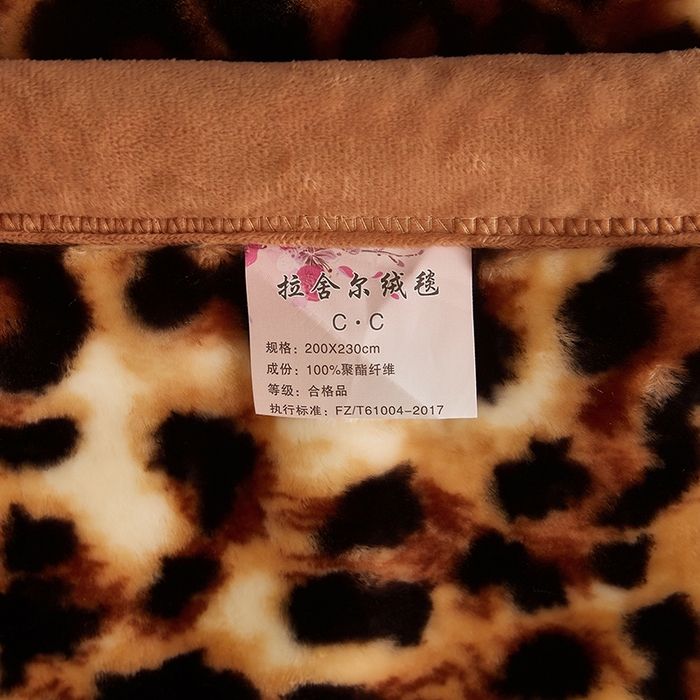 拉舍尔绒毯
C·C
规格：200X230cm
成份：100%聚酯纤维
等级：合格品
执行标准：FZ/T61004-2017